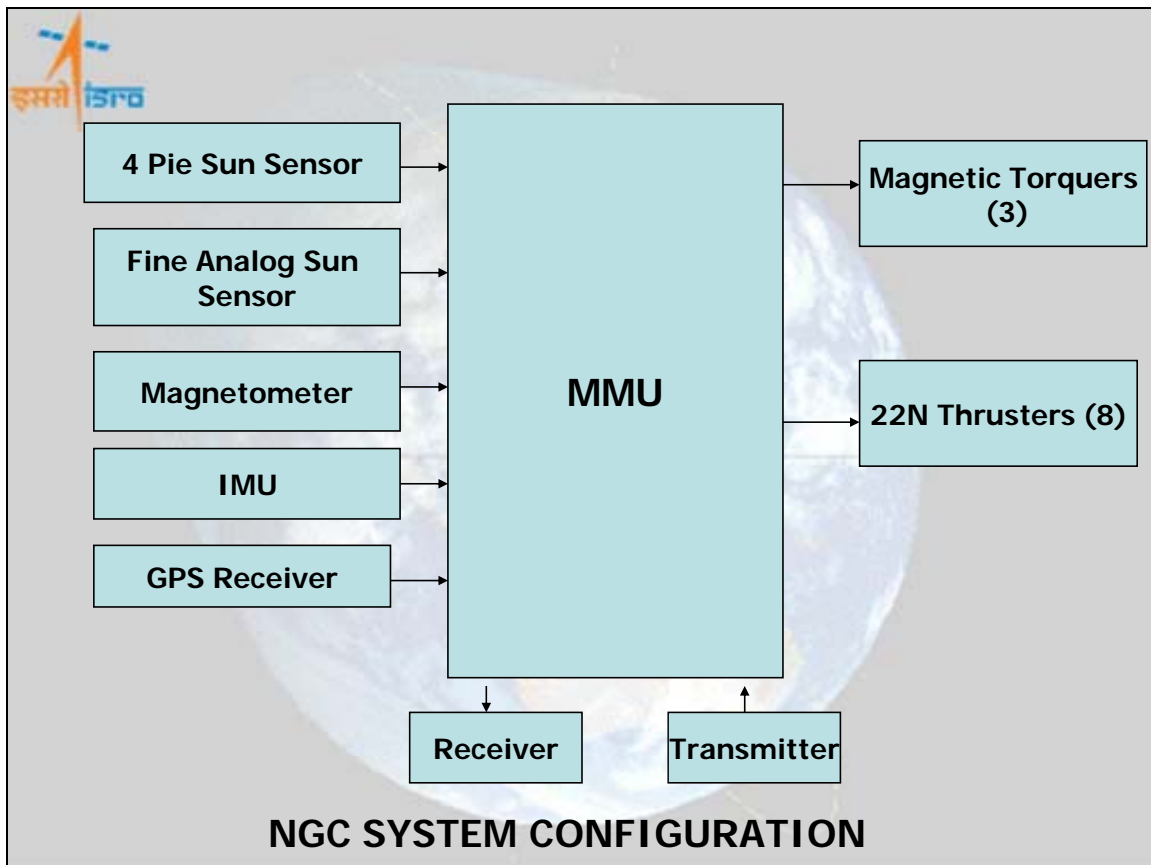 इसरो isro
4 Pie Sun Sensor
Fine Analog Sun
Sensor
Magnetometer
IMU
GPS Receiver
MMU
Magnetic Torquers
(3)
22N Thrusters (8)
Receiver
Transmitter
NGC SYSTEM CONFIGURATION